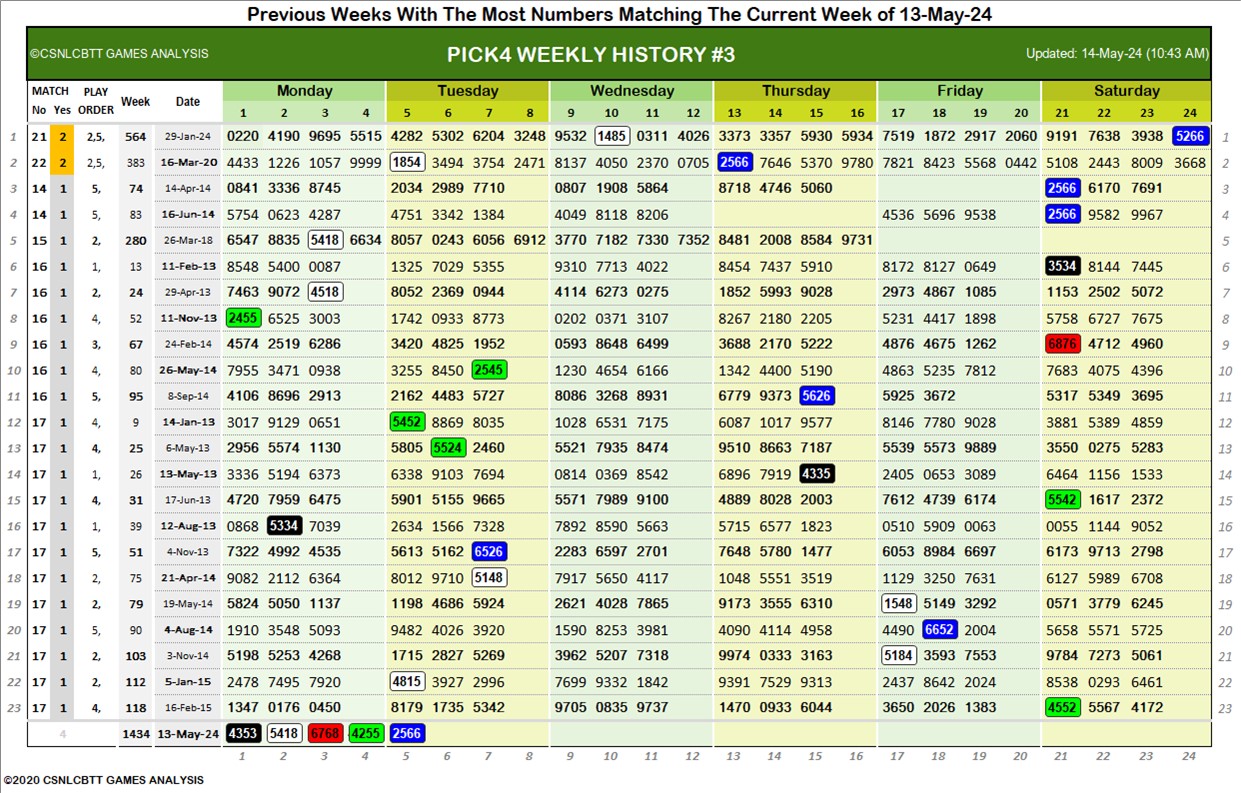 Previous Weeks With The Most Numbers Matching The Current Week of 13-May-24
©CSNLCBTT GAMES ANALYSIS PICK4 WEEKLY HISTORY #3 Updated: 14-May-24 (10:43 AM)
MATCH PLAY Week Date Monday Tuesday Wednesday Thursday Friday Saturday
No Yes ORDER 1 2 3 4 5 6 7 8 9 10 11 12 13 14 15 16 17 18 19 20 21 22 23 24
1 21 2 2,5, 564 29-Jan-24 0220 4190 9695 5515 4282 5302 6204 3248 9532 1485 0311 4026 3373 3357 5930 5934 7519 1872 2917 2060 9191 7638 3938 5266 1
2 22 2 2,5, 383 16-Mar-20 4433 1226 1057 9999 1854 3494 3754 2471 8137 4050 2370 0705 2566 7646 5370 9780 7821 8423 5568 0442 5108 2443 8009 3668 2
3 14 1 5, 74 14-Apr-14 0841 3336 8745 2034 2989 7710 0807 1908 5864 8718 4746 5060 2566 6170 7691 3
4 14 1 5, 83 16-Jun-14 5754 0623 4287 4751 3342 1384 4049 8118 8206 4536 5696 9538 2566 9582 9967 4
5 15 1 2, 280 26-Mar-18 6547 8835 5418 6634 8057 0243 6056 6912 3770 7182 7330 7352 8481 2008 8584 9731 5
6 16 1 1, 13 11-Feb-13 8548 5400 0087 1325 7029 5355 9310 7713 4022 8454 7437 5910 8172 8127 0649 3534 8144 7445 6
7 16 1 2, 24 29-Apr-13 7463 9072 4518 8052 2369 0944 4114 6273 0275 1852 5993 9028 2973 4867 1085 1153 2502 5072 7
8 16 1 4, 52 11-Nov-13 2455 6525 3003 1742 0933 8773 0202 0371 3107 8267 2180 2205 5231 4417 1898 5758 6727 7675 8
9 16 1 3, 67 24-Feb-14 4574 2519 6286 3420 4825 1952 0593 8648 6499 3688 2170 5222 4876 4675 1262 6876 4712 4960 9
10 16 1 4, 80 26-May-14 7955 3471 0938 3255 8450 2545 1230 4654 6166 1342 4400 5190 4863 5235 7812 7683 4075 4396 10
11 16 1 5, 95 8-Sep-14 4106 8696 2913 2162 4483 5727 8086 3268 8931 6779 9373 5626 5925 3672 5317 5349 3695 11
12 17 1 4, 9 14-Jan-13 3017 9129 0651 5452 8869 8035 1028 6531 7175 6087 1017 9577 8146 7780 9028 3881 5389 4859 12
13 17 1 4, 25 6-May-13 2956 5574 1130 5805 5524 2460 5521 7935 8474 9510 8663 7187 5539 5573 9889 3550 0275 5283 13
14 17 1 1, 26 13-May-13 3336 5194 6373 6338 9103 7694 0814 0369 8542 6896 7919 4335 2405 0653 3089 6464 1156 1533 14
15 17 1 4, 31 17-Jun-13 4720 7959 6475 5901 5155 9665 5571 7989 9100 4889 8028 2003 7612 4739 6174 5542 1617 2372 15
16 17 1 1, 39 12-Aug-13 0868 5334 7039 2634 1566 7328 7892 8590 5663 5715 6577 1823 0510 5909 0063 0055 1144 9052 16
17 17 1 5, 51 4-Nov-13 7322 4992 4535 5613 5162 6526 2283 6597 2701 7648 5780 1477 6053 8984 6697 6173 9713 2798 17
18 17 1 2, 75 21-Apr-14 9082 2112 6364 8012 9710 5148 7917 5650 4117 1048 5551 3519 1129 3250 7631 6127 5989 6708 18
19 17 1 2, 79 19-May-14 5824 5050 1137 1198 4686 5924 2621 4028 7865 9173 3555 6310 1548 5149 3292 0571 3779 6245 19
20 17 1 5, 90 4-Aug-14 1910 3548 5093 9482 4026 3920 1590 8253 3981 4090 4114 4958 4490 6652 2004 5658 5571 5725 20
21 17 1 2, 103 3-Nov-14 5198 5253 4268 1715 2827 5269 3962 5207 7318 9974 0333 3163 5184 3593 7553 9784 7273 5061 21
22 17 1 2, 112 5-Jan-15 2478 7495 7920 4815 3927 2996 7699 9332 1842 9391 7529 9313 2437 8642 2024 8538 0293 6461 22
23 17 1 4, 118 16-Feb-15 1347 0176 0450 8179 1735 5342 9705 0835 9737 1470 0933 6044 3650 2026 1383 4552 5567 4172 23
4 1434 13-May-24 4353 5418 6768 4255 2566
1 2 3 4 5 6 7 8 9 10 11 12 13 14 15 16 17 18 19 20 21 22 23 24
©2020 CSNLCBTT GAMES ANALYSIS